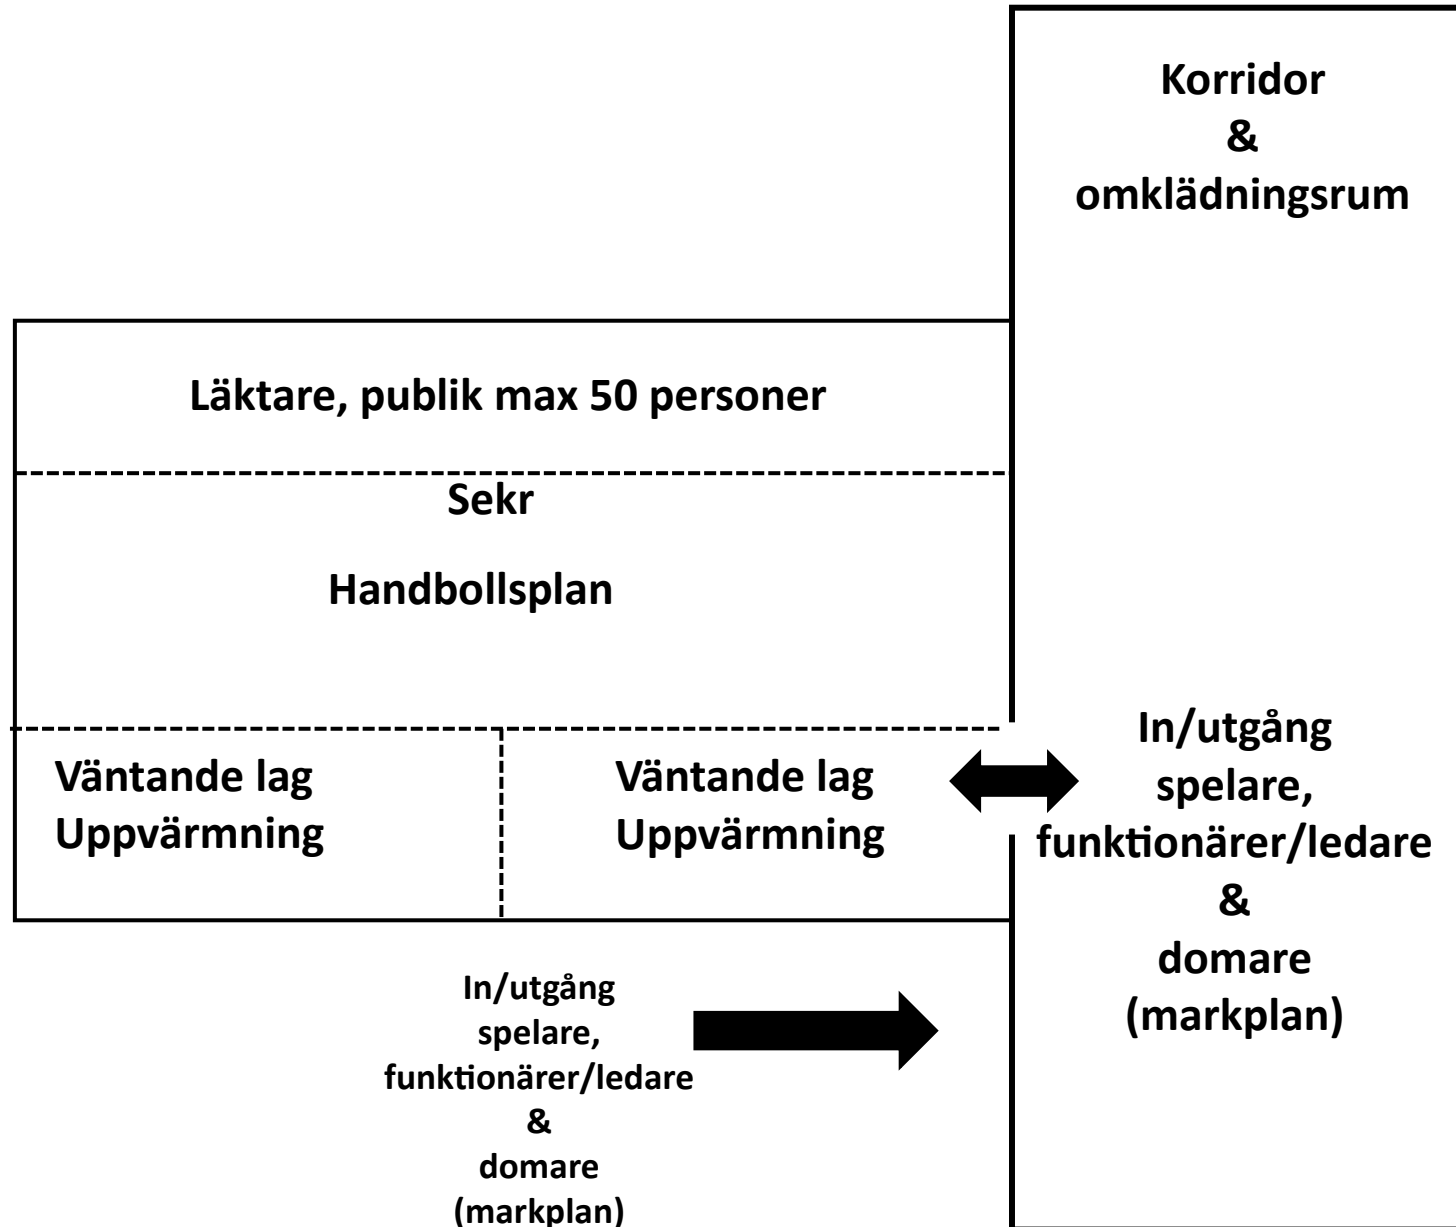 Korridor
&
omklädningsrum
Läktare, publik max 50 personer
Sekr
Handbollsplan
Väntande lag
Uppvärmning
Väntande lag
Uppvärmning
In/utgång
spelare,
funktionärer/ledare
&
domare
(markplan)
In/utgång
spelare,
funktionärer/ledare
&
domare
(markplan)